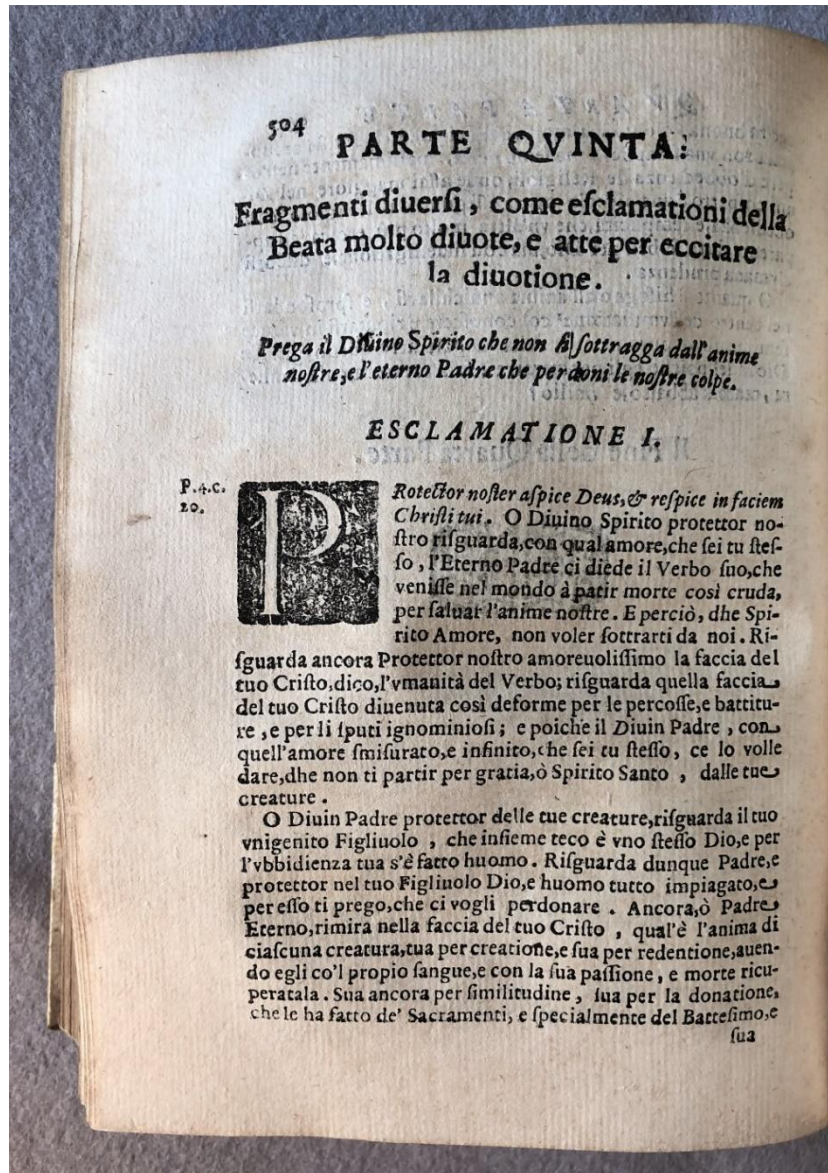 504
PARTE QVINTA:
Fragmenti diuerſi, come eſclamationi della
Beata molto diuote, e atte per eccitare
la diuotione.
Prega il Diuino Spirito che non ſi ſottragga dall'anime
noſtre, e l'eterno Padre che perdoni le noſtre colpe.
ESCLAMATIONE I.
P.4.c.
20.
PRotector noſter aſpice Deus, & reſpice in faciem
Chriſti tui. O Diuino Spirito protettor no-
ſtro riſguarda, con qual amore, che ſei tu ſteſ-
ſo, l'Eterno Padre ci diede il Verbo ſuo, che
veniſſe nel mondo à patir morte così cruda,
per ſaluar l'anime noſtre. E perciò, dhe Spi-
rito Amore, non voler ſottrarti da noi. Ri-
ſguarda ancora Protettor noſtro amoreuoliſſimo la faccia del
tuo Criſto, dico, l'vmanità del Verbo; riſguarda quella faccia
del tuo Criſto diuenuta così deforme per le percoſſe, e battitu-
re, e per li ſputi ignominioſi; e poiche il Diuin Padre, con
quell'amore ſmiſurato, e infinito, che ſei tu ſteſſo, ce lo volle
dare, dhe non ti partir per gratia, ò Spirito Santo, dalle tue
creature.
O Diuin Padre protettor delle tue creature, riſguarda il tuo
vnigenito Figliuolo, che inſieme teco è vno ſteſſo Dio, e per
l'vbbidienza tua s'è fatto huomo. Riſguarda dunque Padre, e
protettor nel tuo Figliuolo Dio, e huomo tutto impiagato, e
per eſſo ti prego, che ci vogli perdonare. Ancora, ò Padre
Eterno, rimira nella faccia del tuo Criſto, qual'è l'anima di
ciaſcuna creatura, tua per creatione, e ſua per redentione, auen-
do egli co'l propio ſangue, e con la ſua paſſione, e morte ricu-
peratala. Sua ancora per ſimilitudine, ſua per la donatione,
che le ha fatto de' Sacramenti, e ſpecialmente del Batteſimo, e
ſua